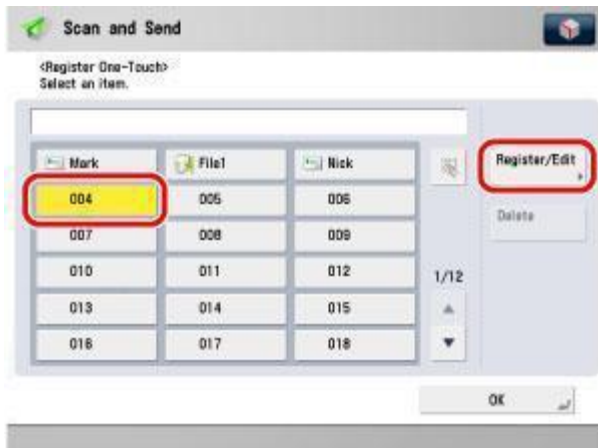 Scan and Send
<Register One-Touch>
Select an item.
Mark File1 Nick Register/Edit
004 005 006
Delete
007 008 009
010 011 012 1/12
013 014 015
016 017 018
OK